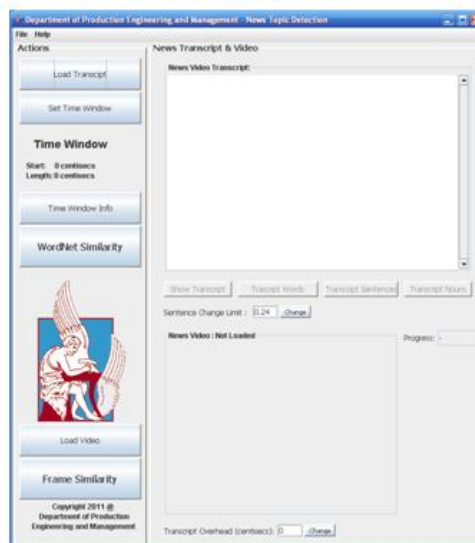 Department of Production Engineering and Management - News Topic Detection
File Help
Actions
Load Transcipt
Set Time Window
Time Window
Start: 0 centisecs
Length: 0 centisecs
Time Window Info
WordNet Similarity
Load Video
Frame Similarity
Copyright 2011 @
Department of Production
Engineering and Management
News Transcript & Video
News Video Transcript:
Show Transcript Trascript Words Transcript Sentences Transcript Nouns
Sentence Change Limit : 0.24 Change
News Video : Not Loaded
Progress: -
Transcript Overhead (centisecs): 0 Change